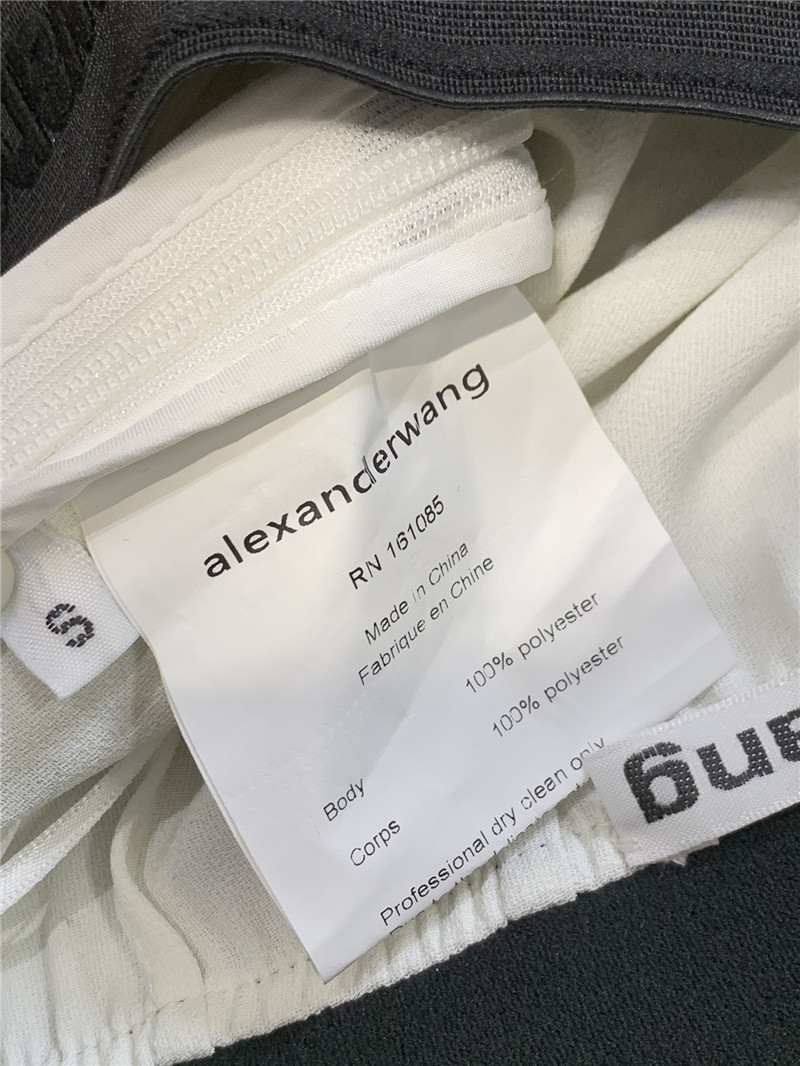 alexanderwang
RN 161085
Made in China
Fabrique en Chine
100% polyester
100% polyester
Body
Corps
Professional dry clean only
S
ang